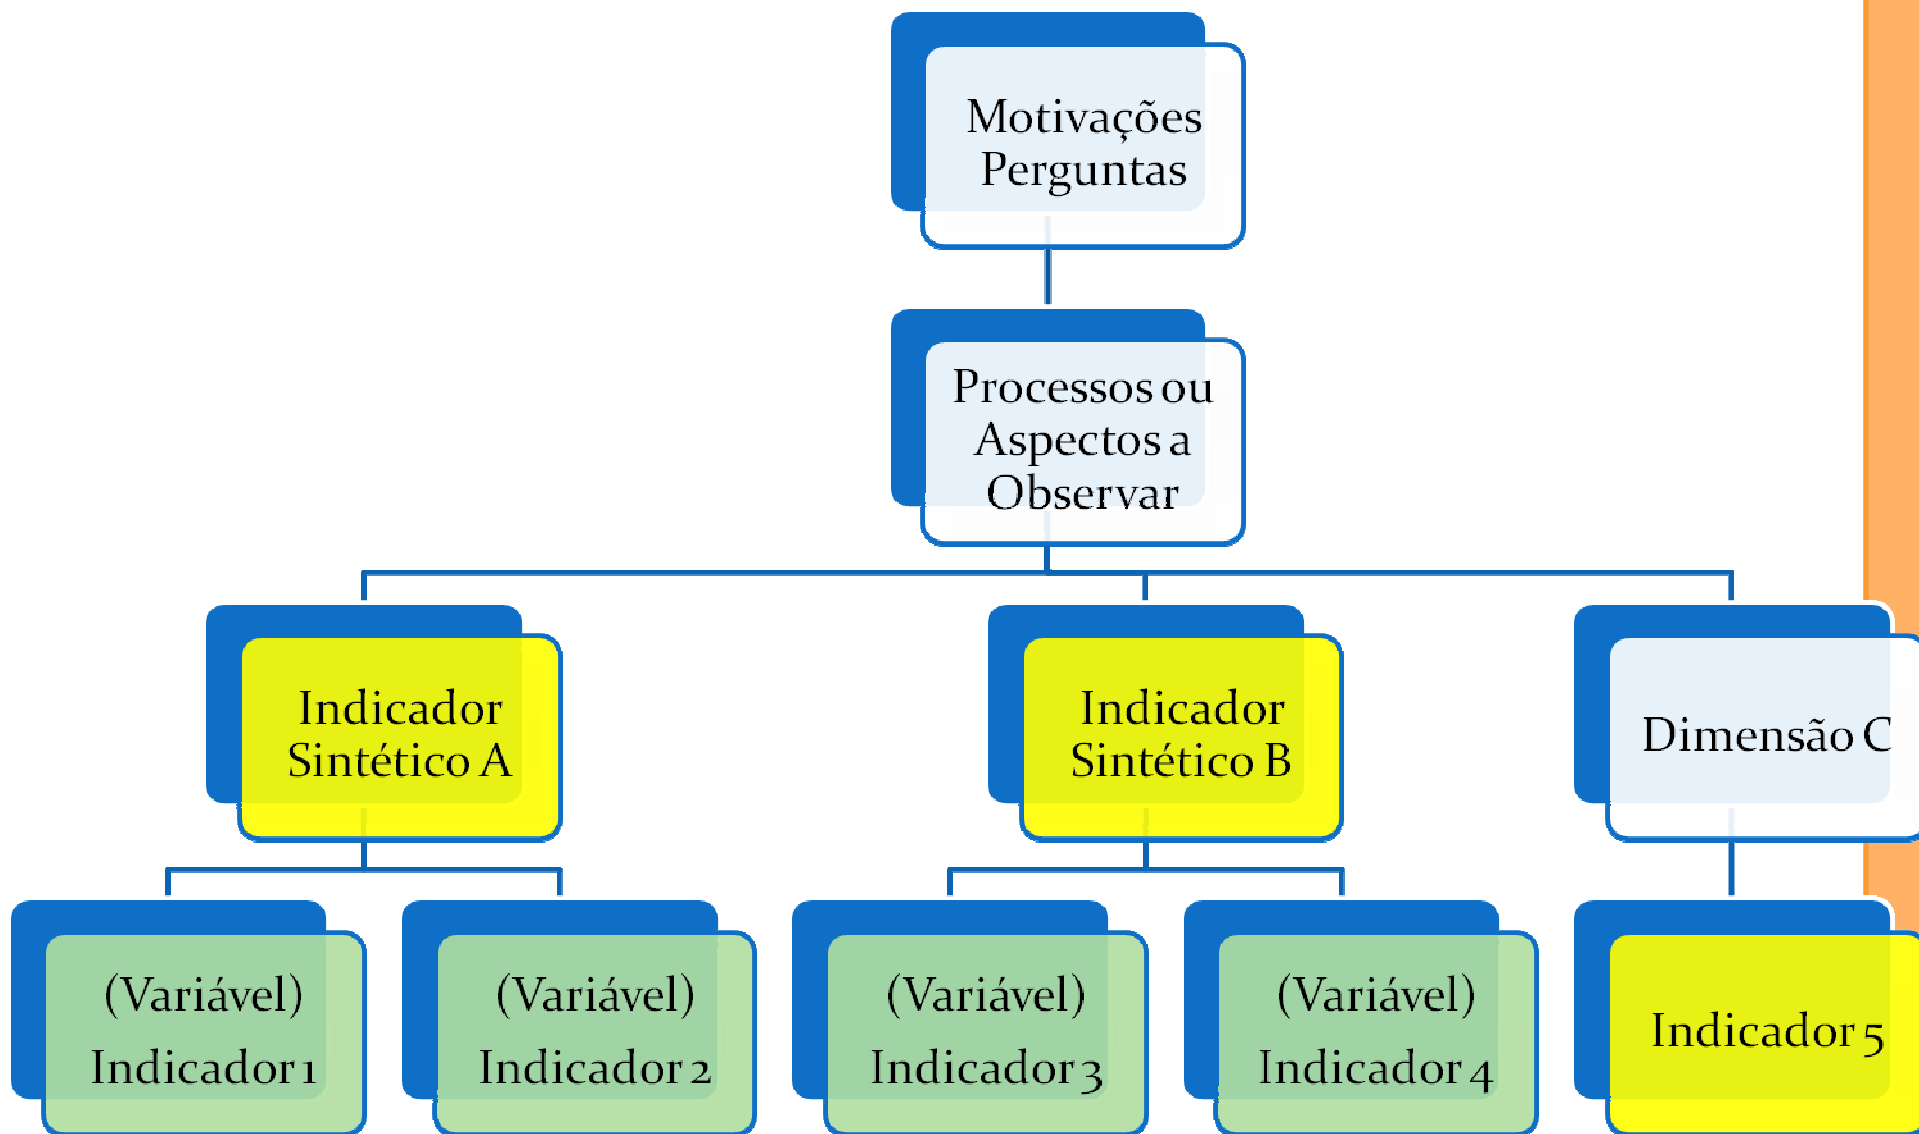 Motivações
Perguntas
Processos ou
Aspectos a
Observar
Indicador
Sintético A
Indicador
Sintético B
Dimensão C
(Variável)
Indicador 1
(Variável)
Indicador 2
(Variável)
Indicador 3
(Variável)
Indicador 4
Indicador 5